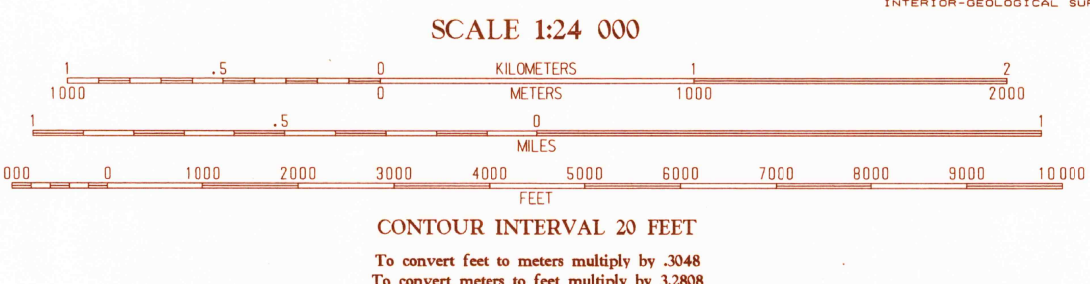 INTERIOR-GEOLOGICAL
SCALE 1:24 000
1 .5 0 KILOMETERS 1 2
1000 0 METERS 1000 2000
1 .5 0 1
MILES
000 0 1000 2000 3000 4000 5000 6000 7000 8000 9000 10 000
FEET
CONTOUR INTERVAL 20 FEET
To convert feet to meters multiply by .3048
To convert meters to feet multiply by 3.2808